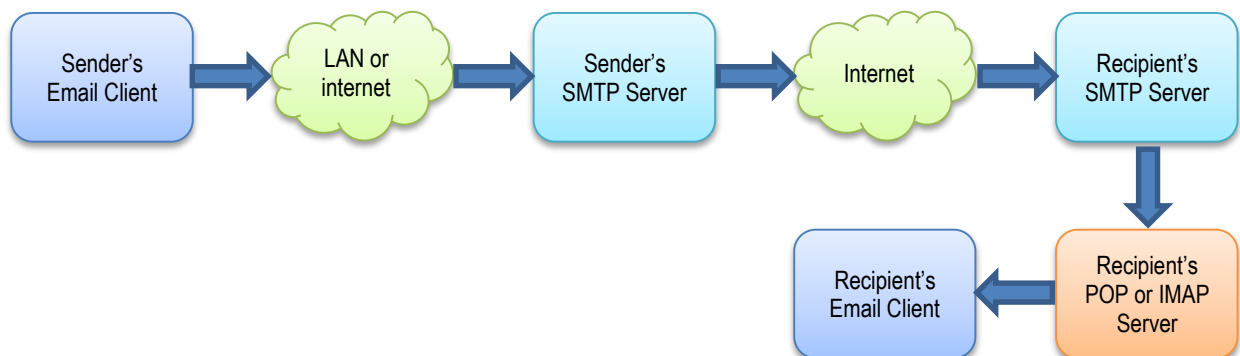 Sender’s
Email Client
LAN or
internet
Sender’s
SMTP Server
Internet
Recipient’s
SMTP Server
Recipient’s
POP or IMAP
Server
Recipient’s
Email Client